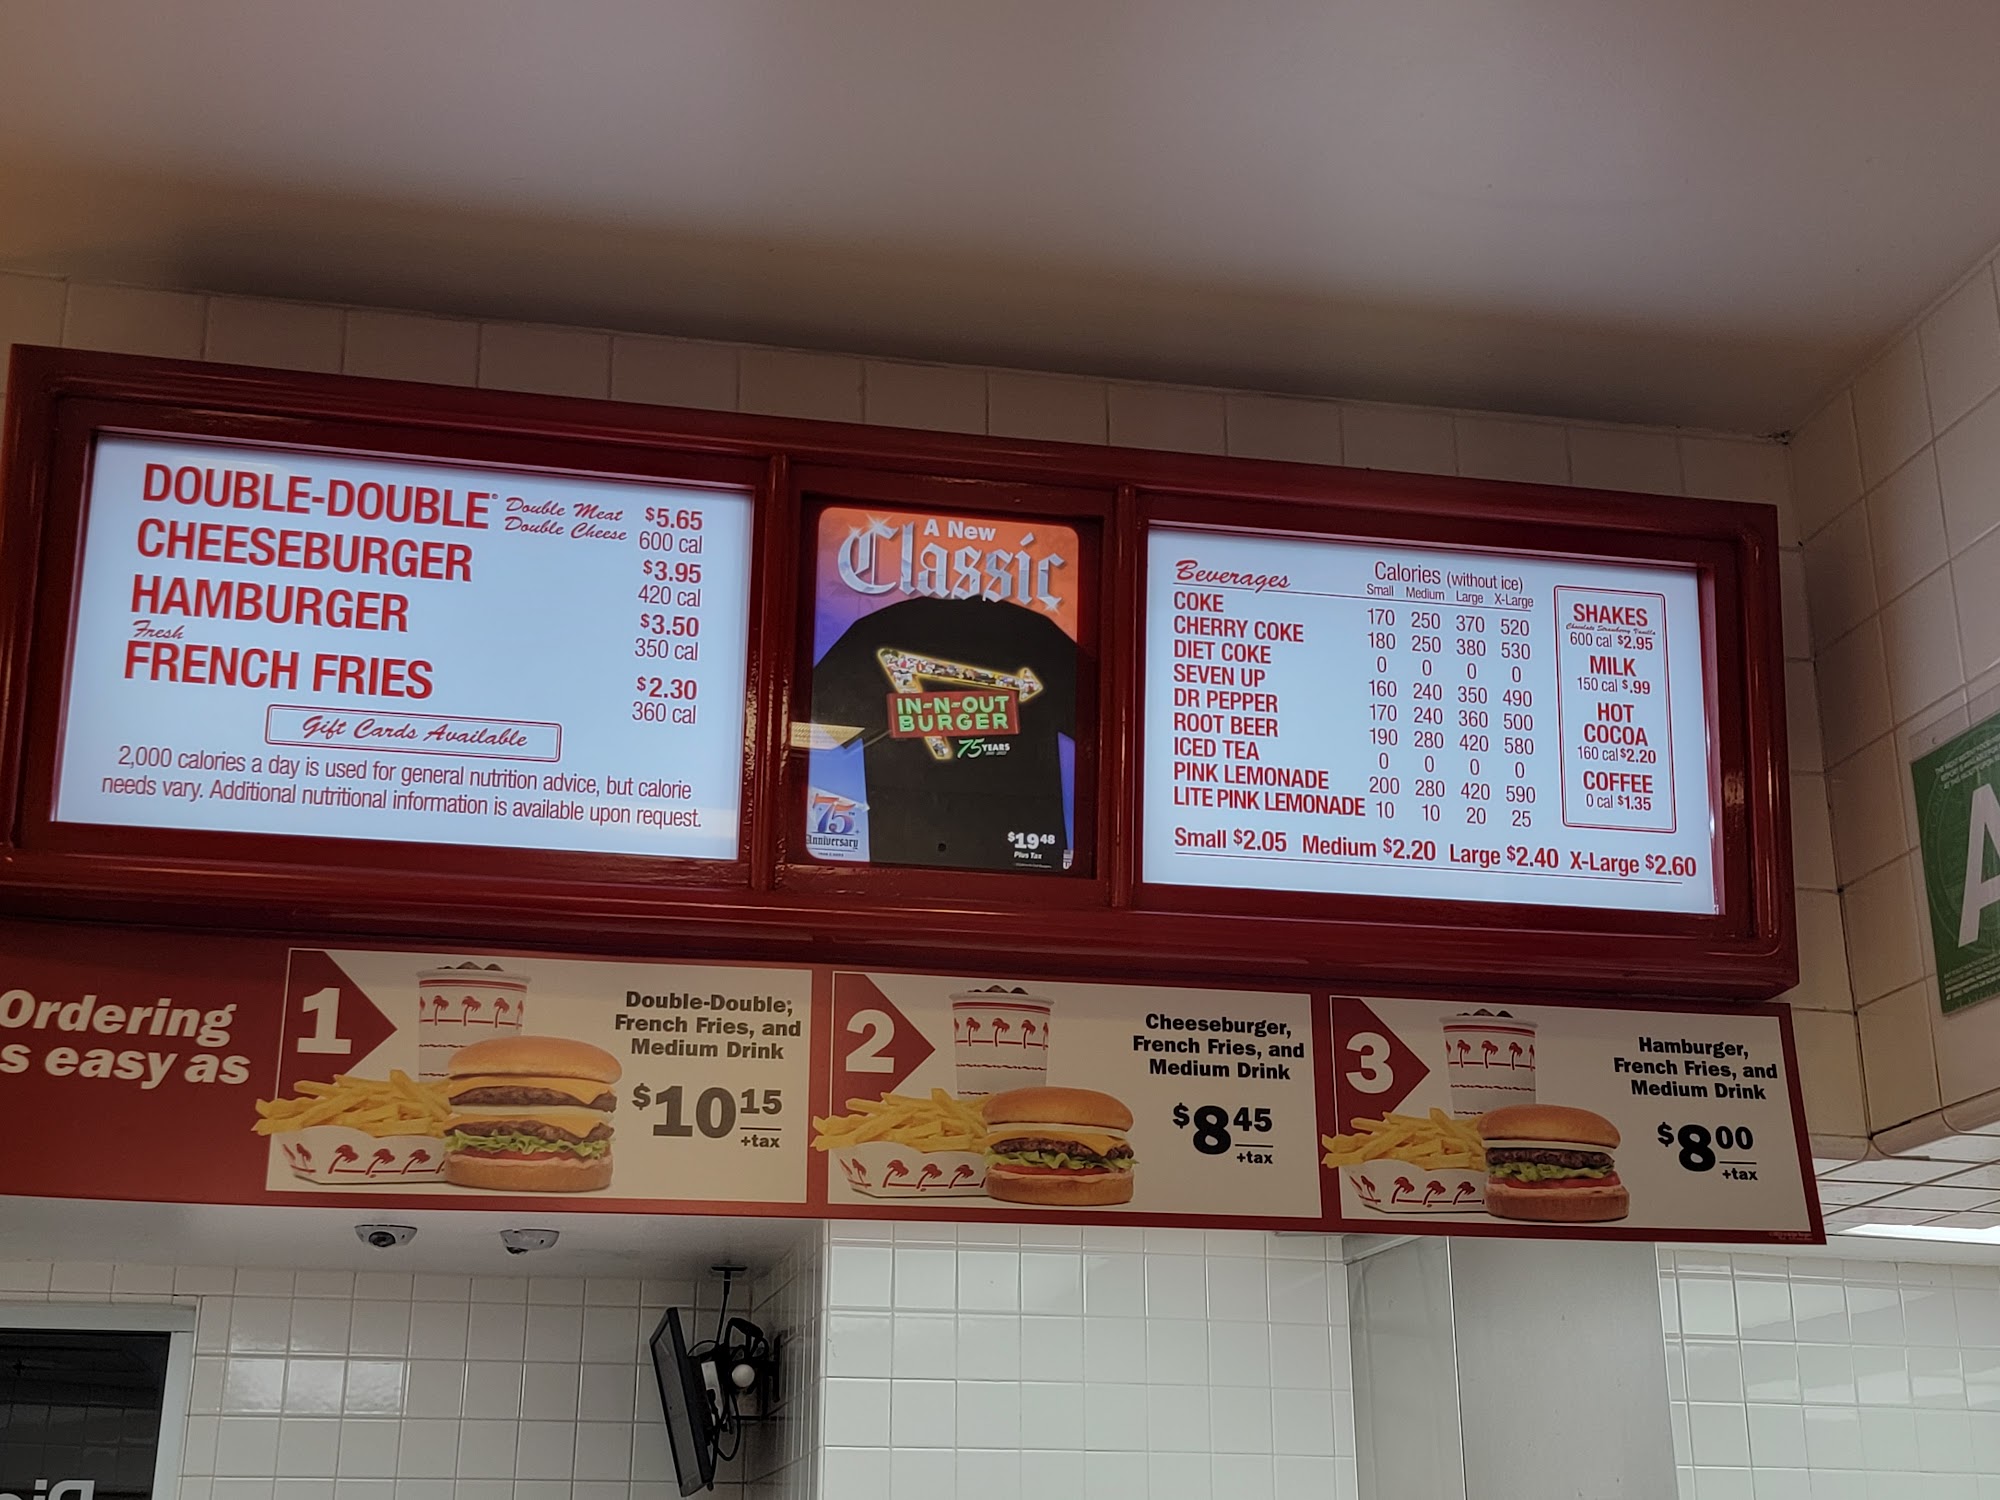 DOUBLE-DOUBLE® Double Meat Double Cheese $5.65
600 cal
CHEESEBURGER $3.95
420 cal
HAMBURGER $3.50
350 cal
Fresh
FRENCH FRIES $2.30
360 cal
Gift Cards Available
2,000 calories a day is used for general nutrition advice, but calorie
needs vary. Additional nutritional information is available upon request.
A New
Classic
IN-N-OUT
BURGER
75 YEARS
75TH
Anniversary
$19.48
Plus Tax
Beverages Calories (without ice)
Small Medium Large X-Large
COKE 170 250 370 520
CHERRY COKE 180 250 380 530
DIET COKE 0 0 0 0
SEVEN UP 160 240 350 490
DR PEPPER 170 240 360 500
ROOT BEER 190 280 420 580
ICED TEA 0 0 0 0
PINK LEMONADE 200 280 420 590
LITE PINK LEMONADE 10 10 20 25
Small $2.05 Medium $2.20 Large $2.40 X-Large $2.60
SHAKES
Chocolate Strawberry Vanilla
600 cal $2.95
MILK
150 cal $.99
HOT
COCOA
160 cal $2.20
COFFEE
0 cal $1.35
Ordering
s easy as
1
Double-Double,
French Fries, and
Medium Drink
$10.15
+tax
2
Cheeseburger,
French Fries, and
Medium Drink
$8.45
+tax
3
Hamburger,
French Fries, and
Medium Drink
$8.00
+tax
A